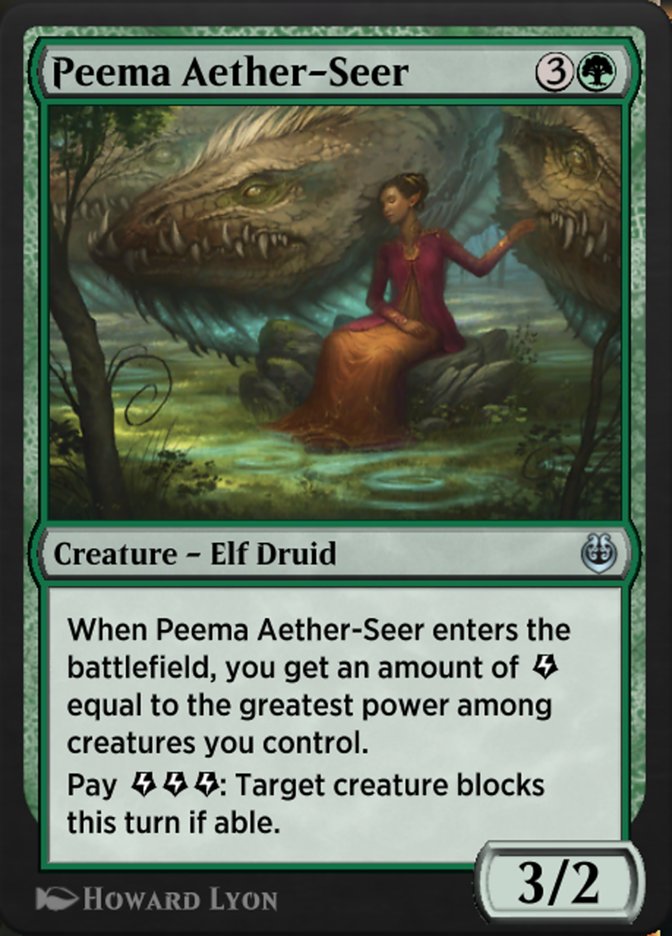 Peema Aether-Seer 3
Creature – Elf Druid
When Peema Aether-Seer enters the
battlefield, you get an amount of
equal to the greatest power among
creatures you control.
Pay : Target creature blocks
this turn if able.
3/2
Howard Lyon